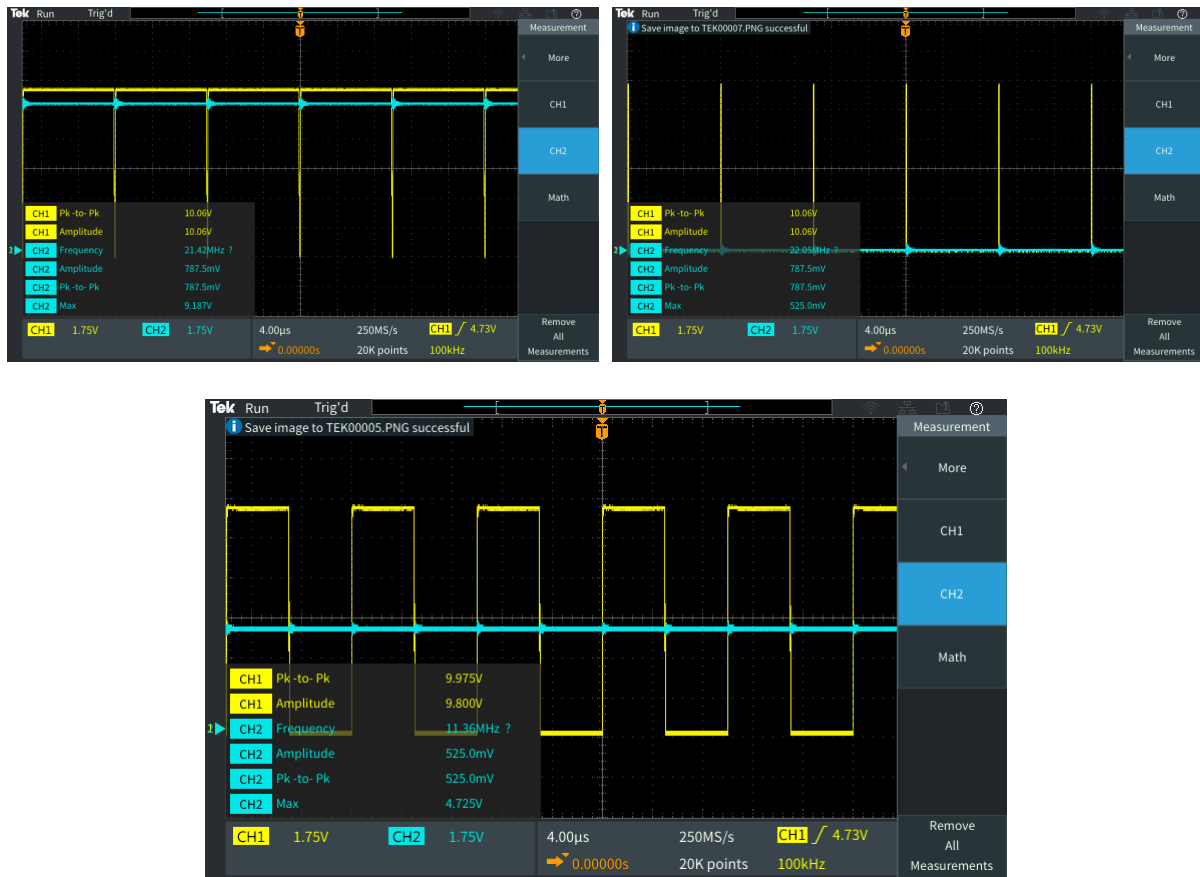 Tek Run Trig'd
Measurement
More
CH1
CH2
Math
CH1 Pk-to-Pk 10.06V
CH1 Amplitude 10.06V
CH2 Frequency 21.42MHz ?
CH2 Amplitude 787.5mV
CH2 Pk-to-Pk 787.5mV
CH2 Max 9.187V
CH1 1.75V CH2 1.75V 4.00µs 250MS/s CH1 4.73V
0.00000s 20K points 100kHz
Remove
All
Measurements
Tek Run Trig'd
Save image to TEK00007.PNG successful
Measurement
More
CH1
CH2
Math
CH1 Pk-to-Pk 10.06V
CH1 Amplitude 10.06V
CH2 Frequency 22.05MHz ?
CH2 Amplitude 787.5mV
CH2 Pk-to-Pk 787.5mV
CH2 Max 525.0mV
CH1 1.75V CH2 1.75V 4.00µs 250MS/s CH1 4.73V
0.00000s 20K points 100kHz
Remove
All
Measurements
Tek Run Trig'd
Save image to TEK00005.PNG successful
Measurement
More
CH1
CH2
Math
CH1 Pk-to-Pk 9.975V
CH1 Amplitude 9.800V
CH2 Frequency 11.36MHz ?
CH2 Amplitude 525.0mV
CH2 Pk-to-Pk 525.0mV
CH2 Max 4.725V
CH1 1.75V CH2 1.75V 4.00µs 250MS/s CH1 4.73V
0.00000s 20K points 100kHz
Remove
All
Measurements